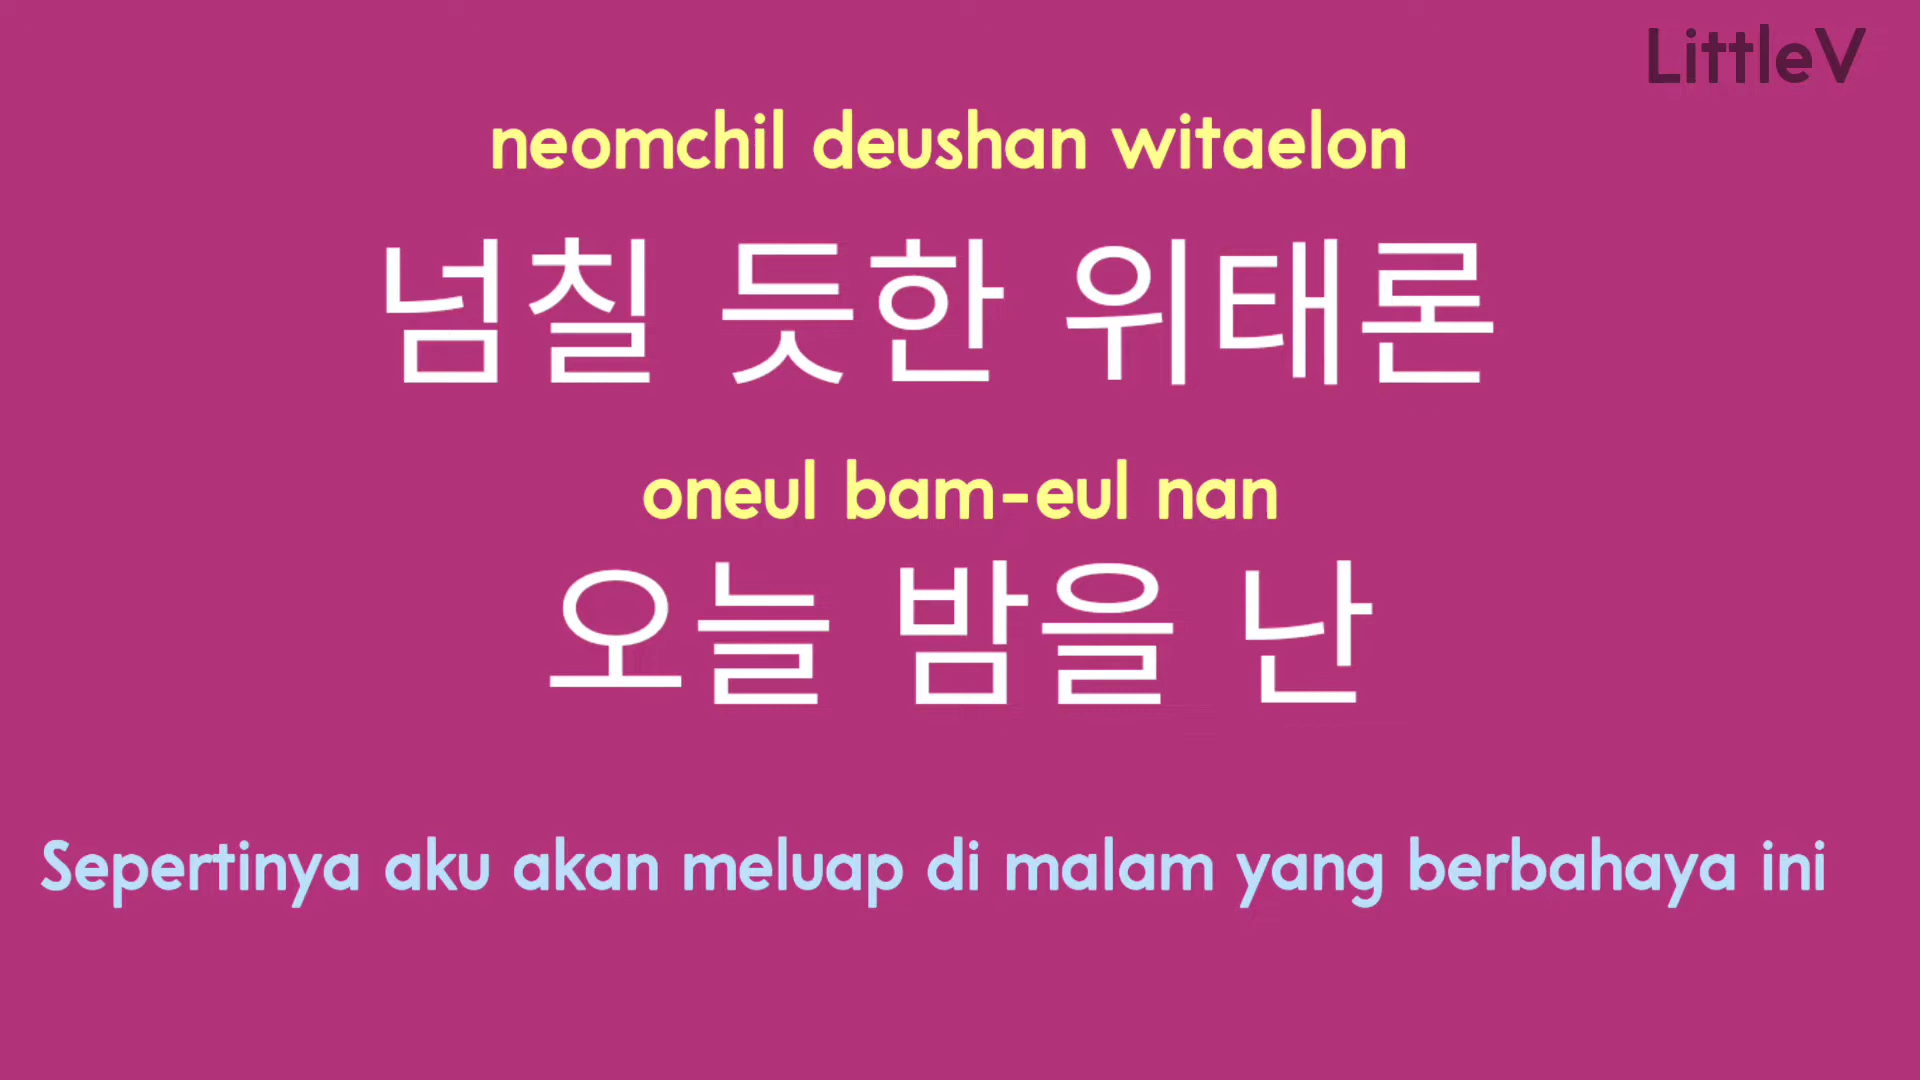 LittleV
neomchil deushan witaelon
넘칠 듯한 위태론
oneul bam-eul nan
오늘 밤을 난
Sepertinya aku akan meluap di malam yang berbahaya ini